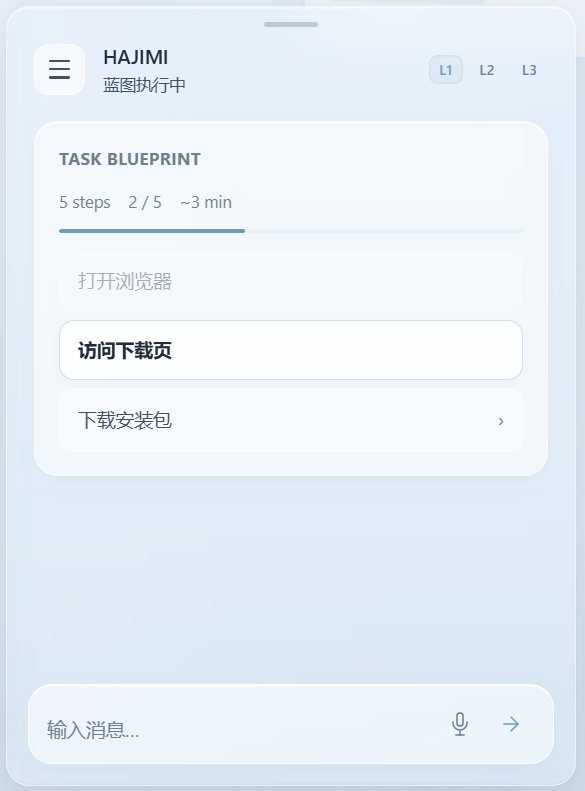 HAJIMI
蓝图执行中
L1 L2 L3
TASK BLUEPRINT
5 steps 2 / 5 ~3 min
打开浏览器
访问下载页
下载安装包 ›
输入消息...